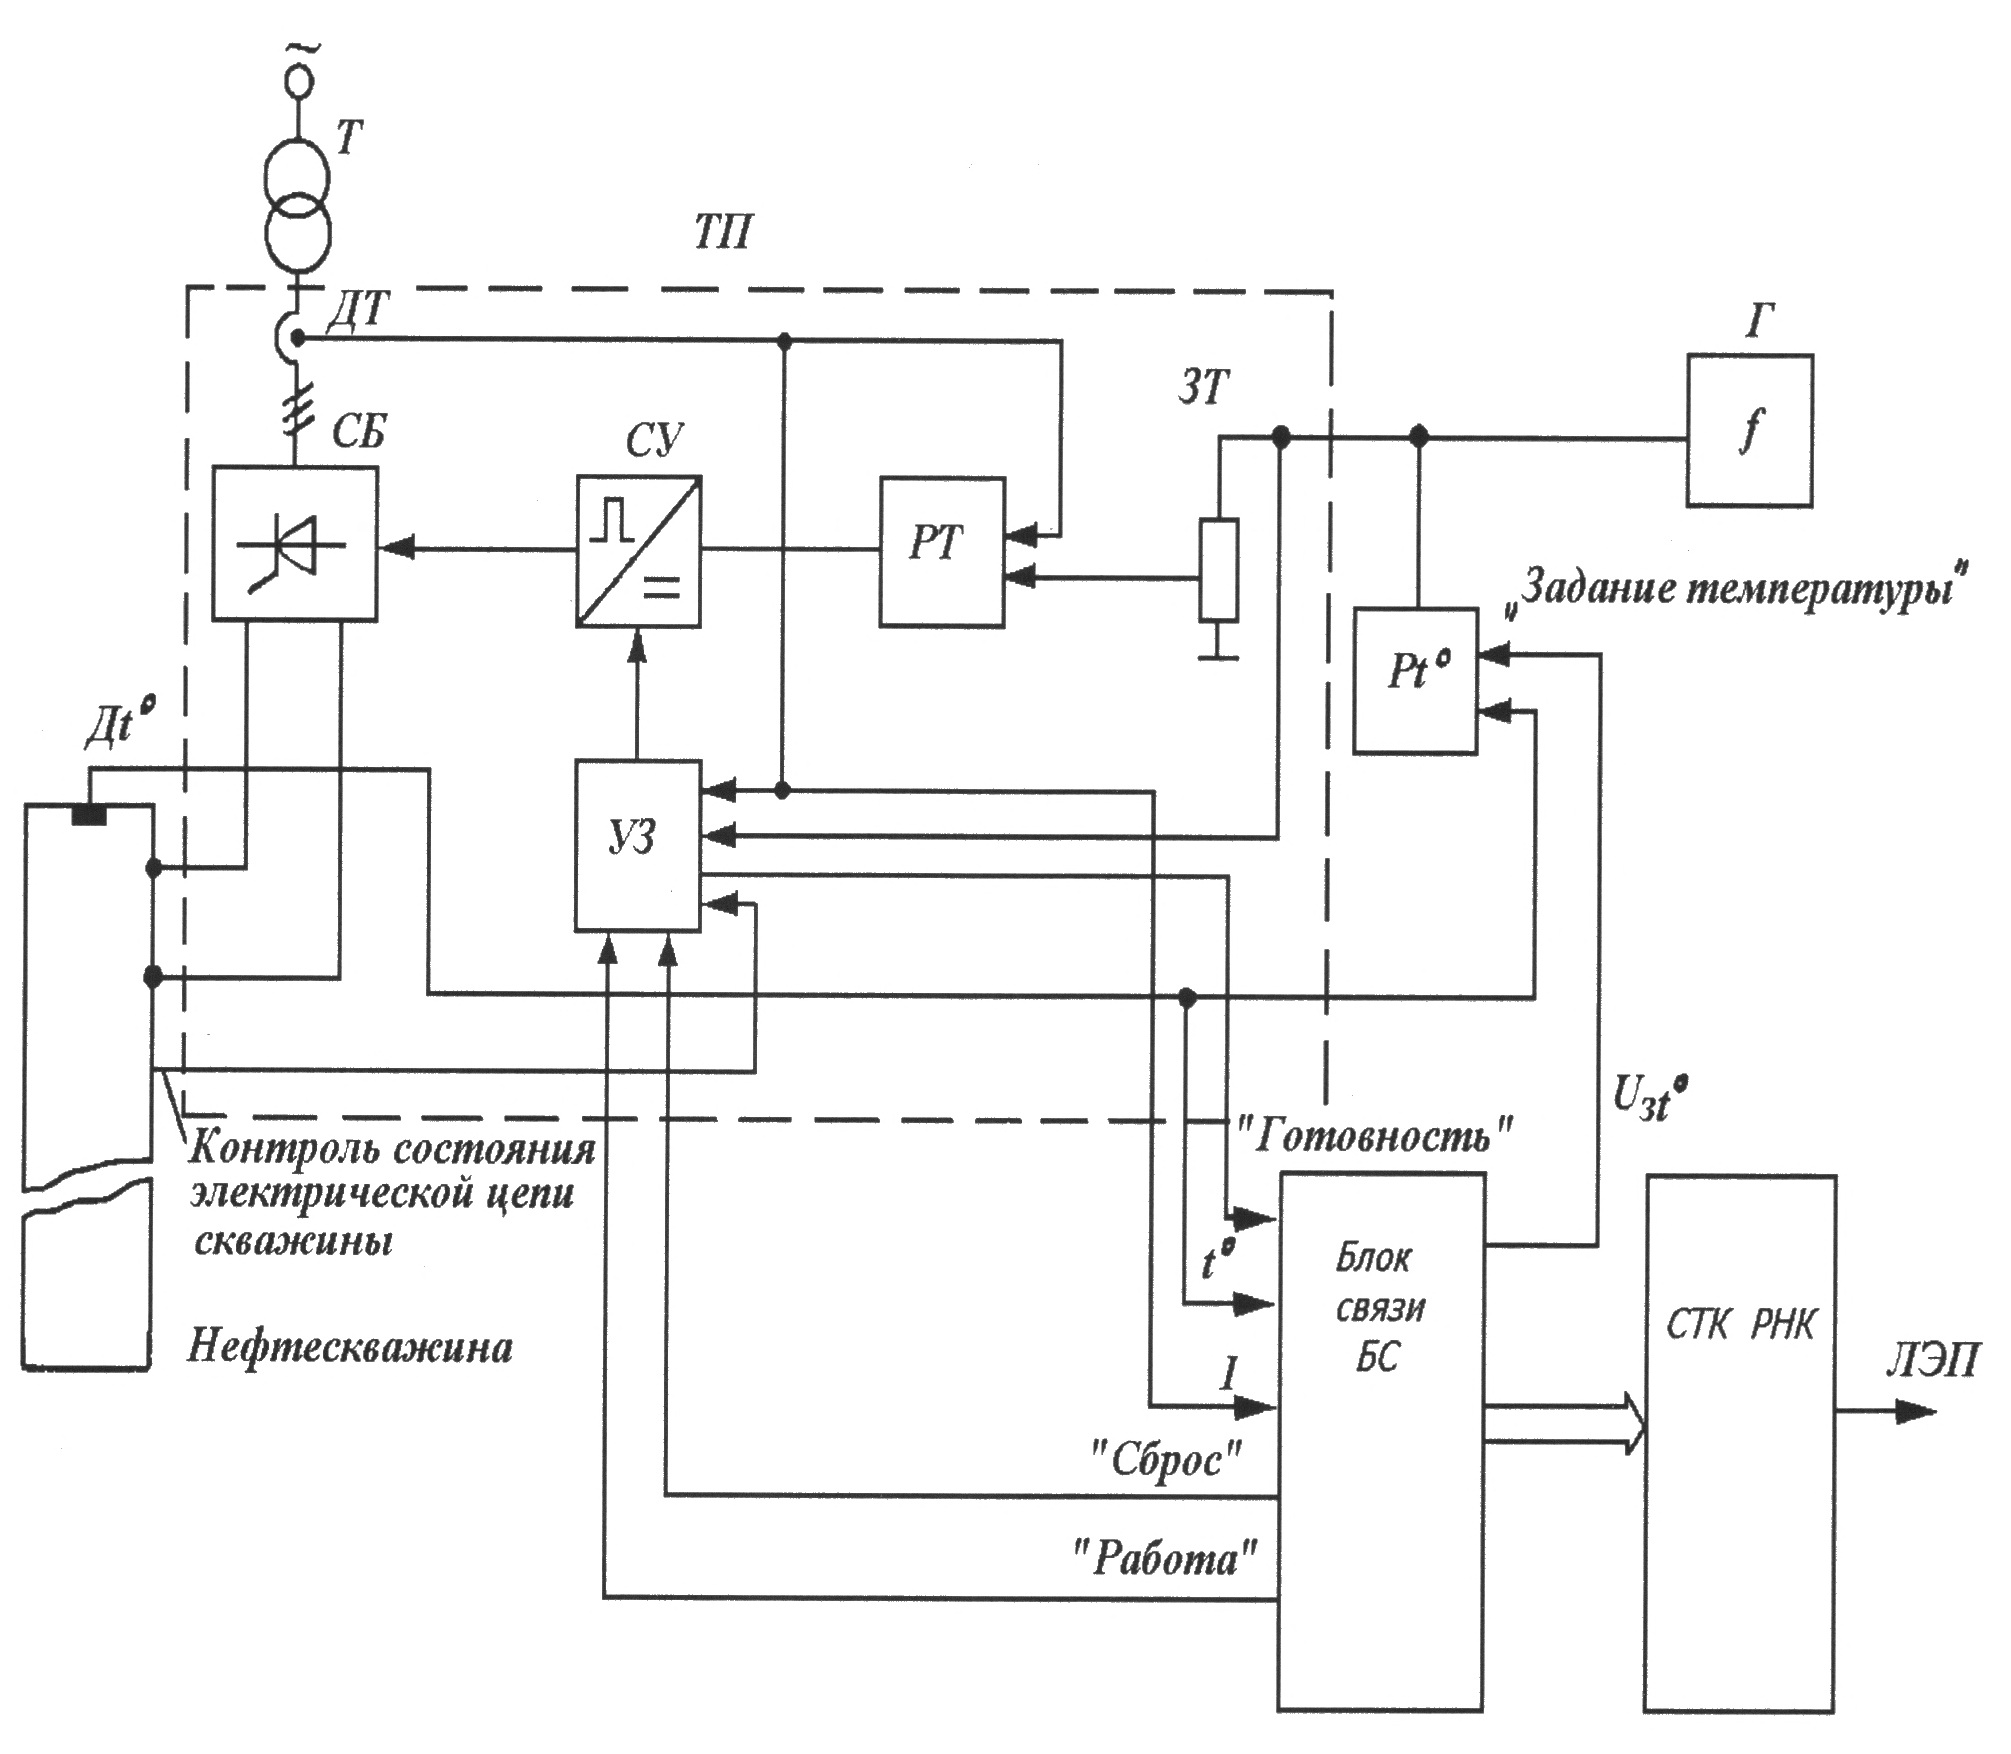 ~
Т
ТП
ДТ
Г
ЗТ
СБ
СУ
f
РТ
"Задание температуры"
Pt°
Дt°
УЗ
Uзt°
"Готовность"
Контроль состояния
электрической цепи
скважины
t°
Блок
связи
БС
СТК РНК
Нефтескважина
ЛЭП
I
"Сброс"
"Работа"